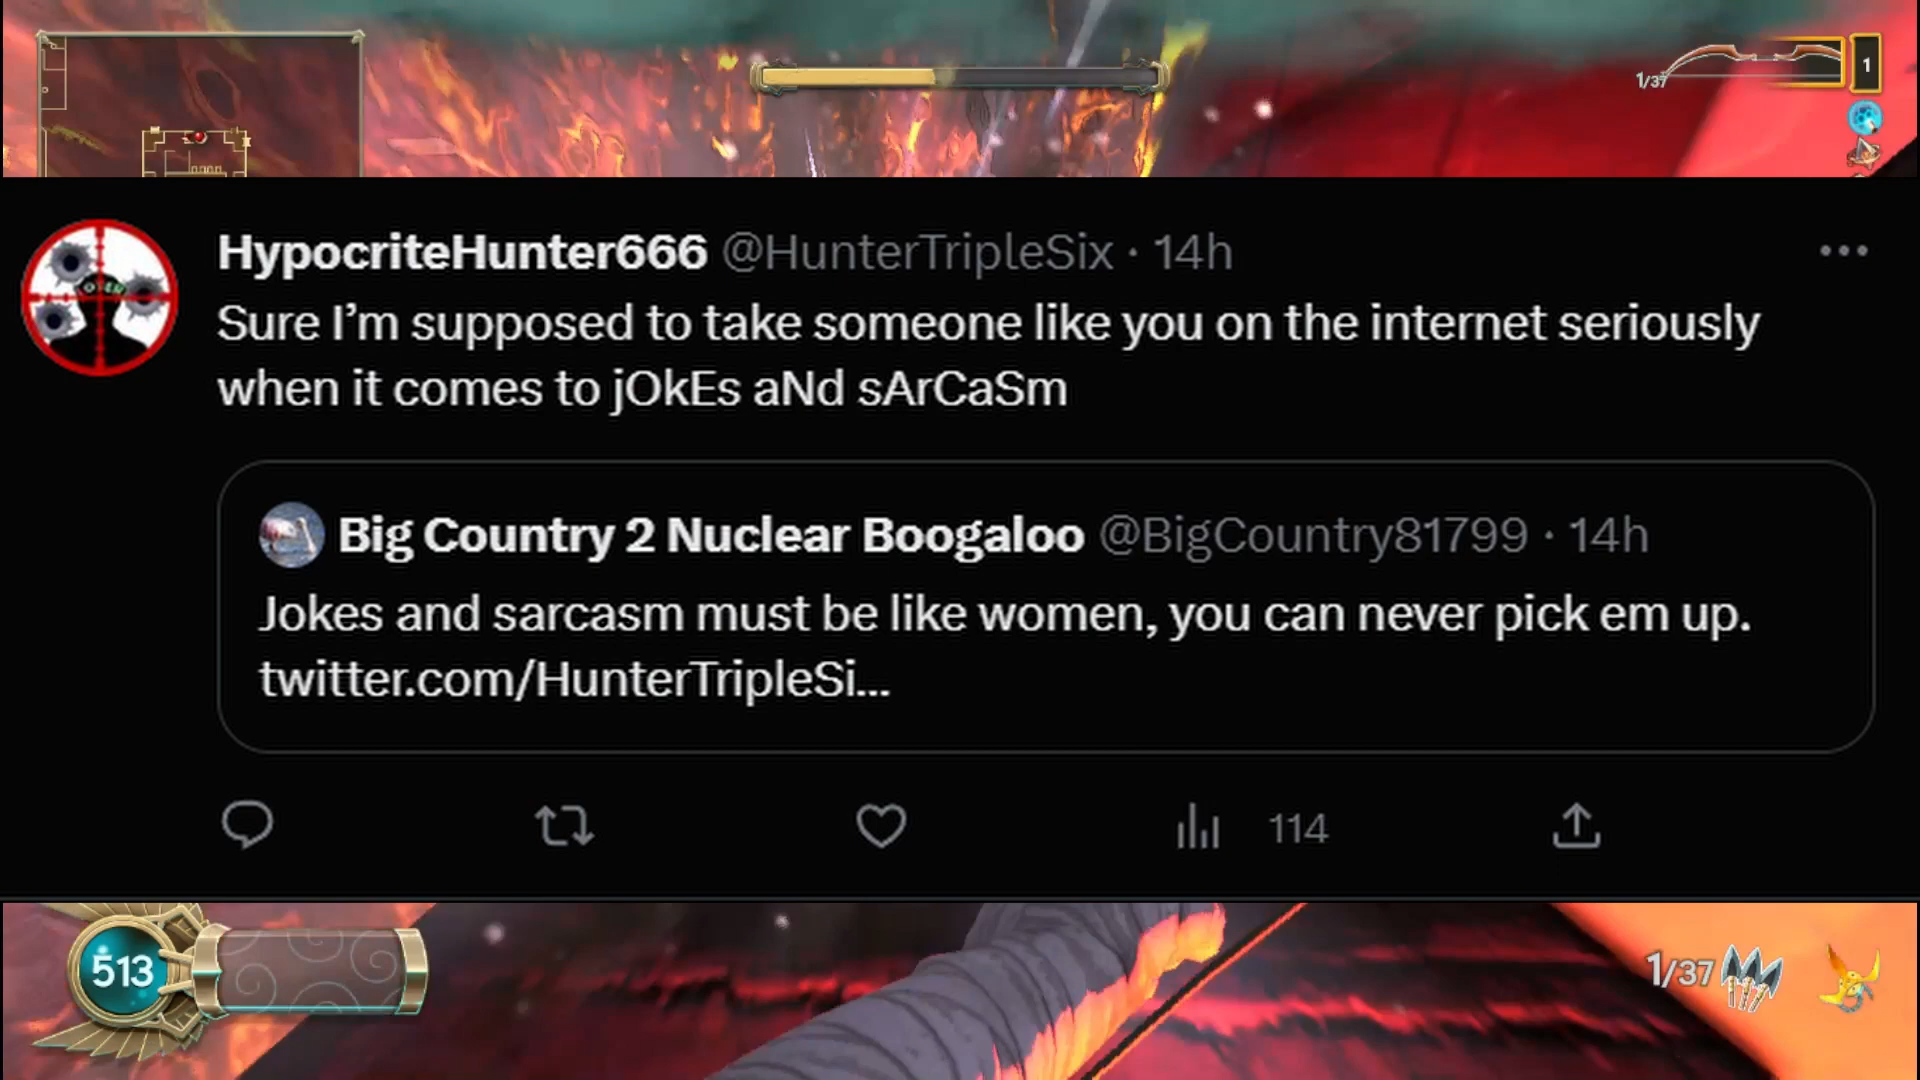 1/37
1
HypocriteHunter666 @HunterTripleSix · 14h
Sure I’m supposed to take someone like you on the internet seriously
when it comes to jOkEs aNd sArCaSm
Big Country 2 Nuclear Boogaloo @BigCountry81799 · 14h
Jokes and sarcasm must be like women, you can never pick em up.
twitter.com/HunterTripleSi...
114
513
1/37